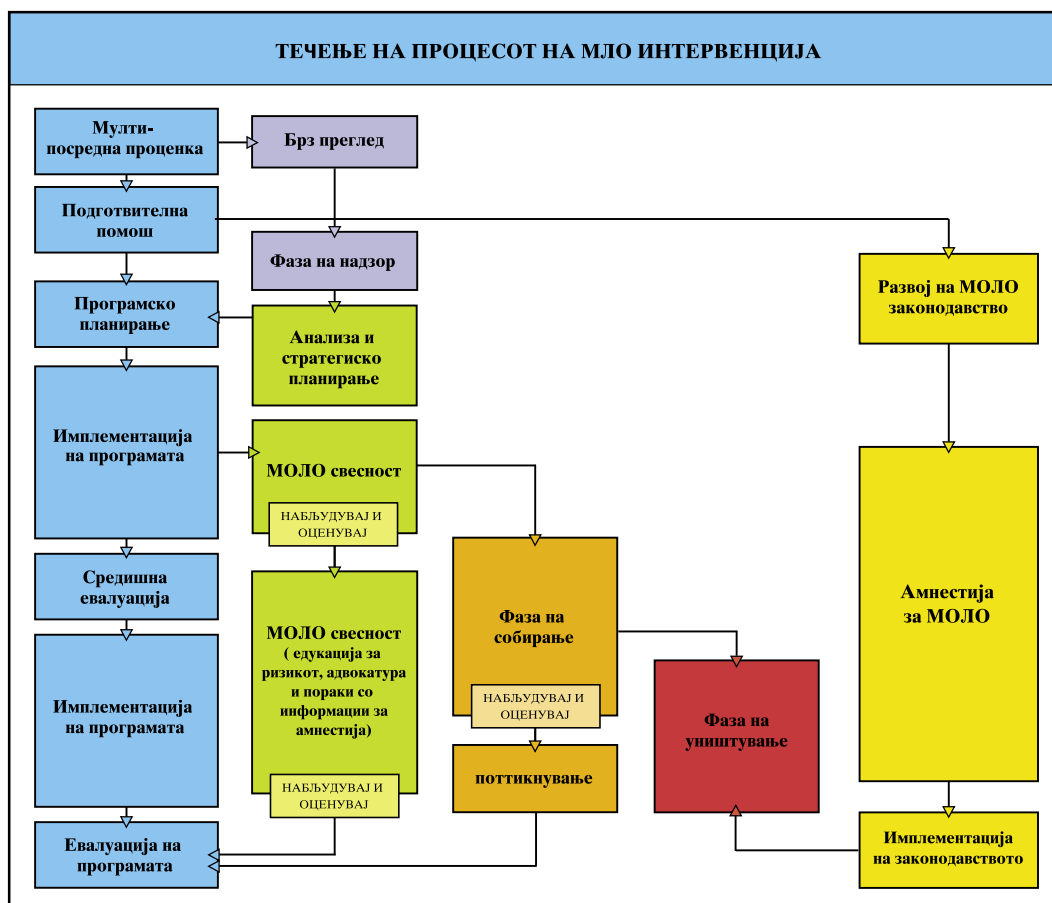 ТЕЧЕЊЕ НА ПРОЦЕСОТ НА МЛО ИНТЕРВЕНЦИЈА
Мулти-
посредна проценка
Брз преглед
Подготвителна
помош
Фаза на надзор
Развој на МОЛО
законодавство
Програмско
планирање
Анализа и
стратегиско
планирање
Имплементација
на програмата
МОЛО свесност
НАБЉУДУВАЈ И
ОЦЕНУВАЈ
Средишна
евалуација
МОЛО свесност
( едукација за
ризикот, адвокатура
и пораки со
информации за
амнестија)
НАБЉУДУВАЈ И
ОЦЕНУВАЈ
Фаза на
собирање
НАБЉУДУВАЈ И
ОЦЕНУВАЈ
Амнестија
за МОЛО
Имплементација
на програмата
Фаза на
уништување
поттикнување
Евалуација на
програмата
Имплементација
на законодавството